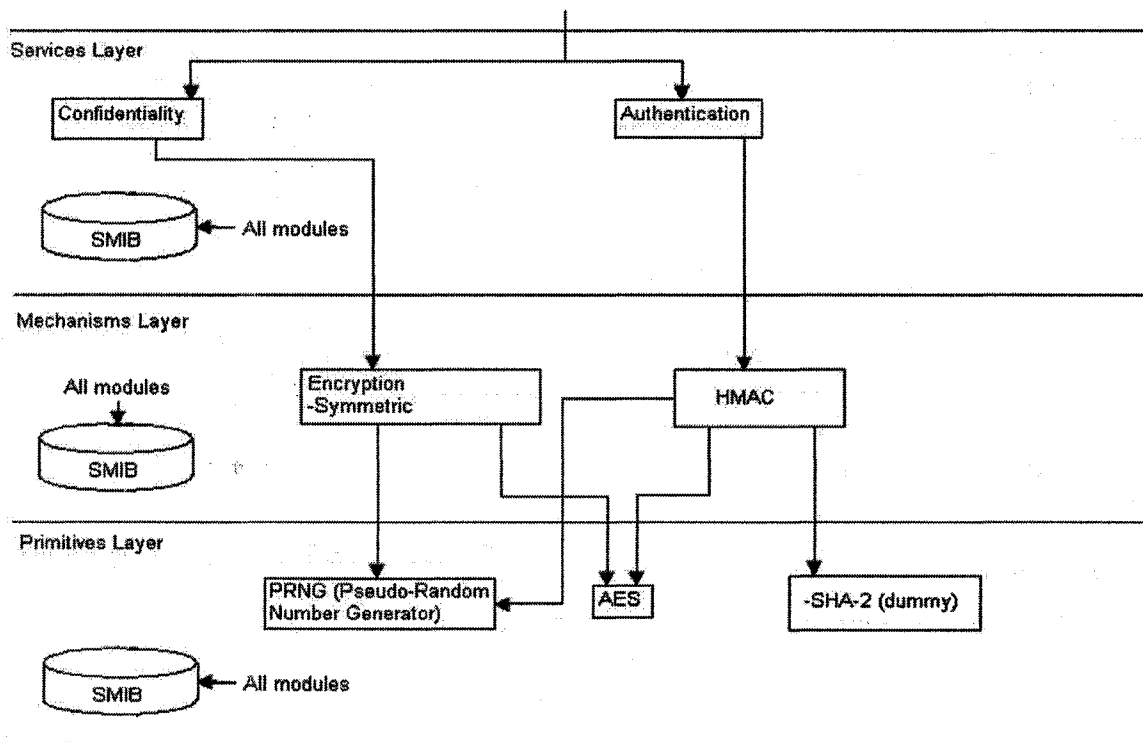 Services Layer
Confidentiality
Authentication
SMIB
All modules
Mechanisms Layer
All modules
SMIB
Encryption
-Symmetric
HMAC
Primitives Layer
PRNG (Pseudo-Random
Number Generator)
AES
-SHA-2 (dummy)
SMIB
All modules